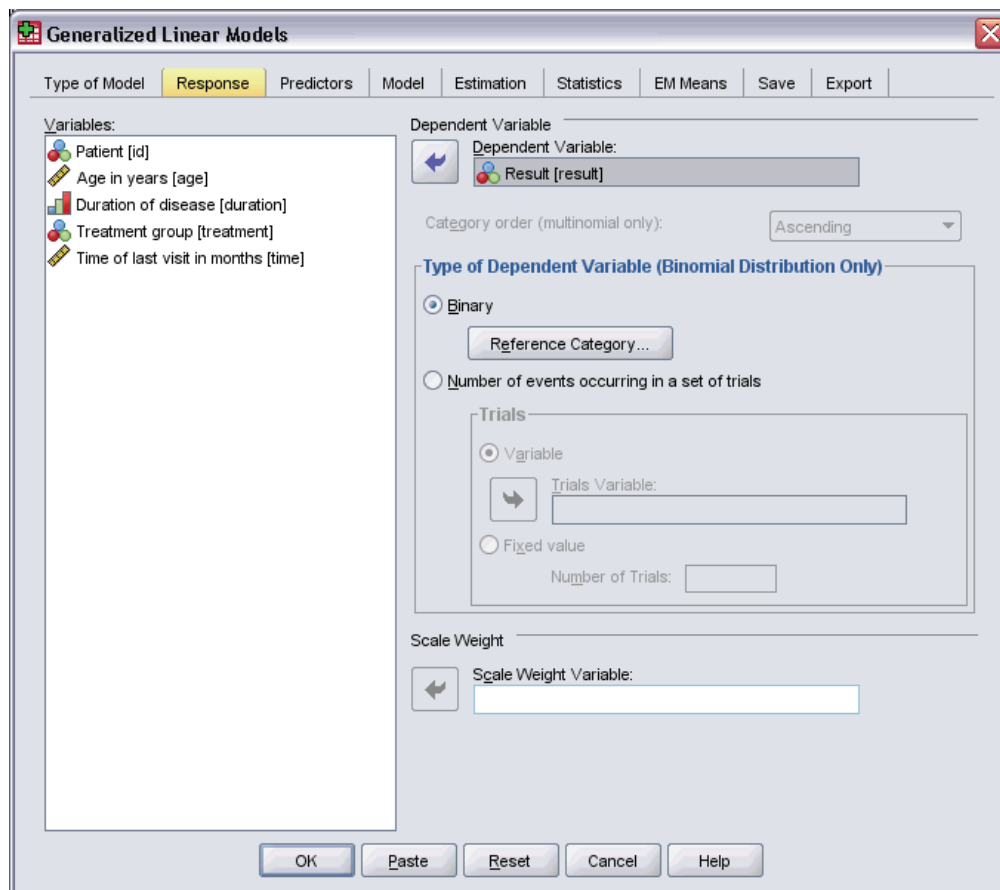 Generalized Linear Models
Type of Model Response Predictors Model Estimation Statistics EM Means Save Export
Variables:
Patient [id]
Age in years [age]
Duration of disease [duration]
Treatment group [treatment]
Time of last visit in months [time]
Dependent Variable
Dependent Variable:
Result [result]
Category order (multinomial only):
Ascending
Type of Dependent Variable (Binomial Distribution Only)
Binary
Reference Category...
Number of events occurring in a set of trials
Trials
Variable
Trials Variable:
Fixed value
Number of Trials:
Scale Weight
Scale Weight Variable:
OK Paste Reset Cancel Help